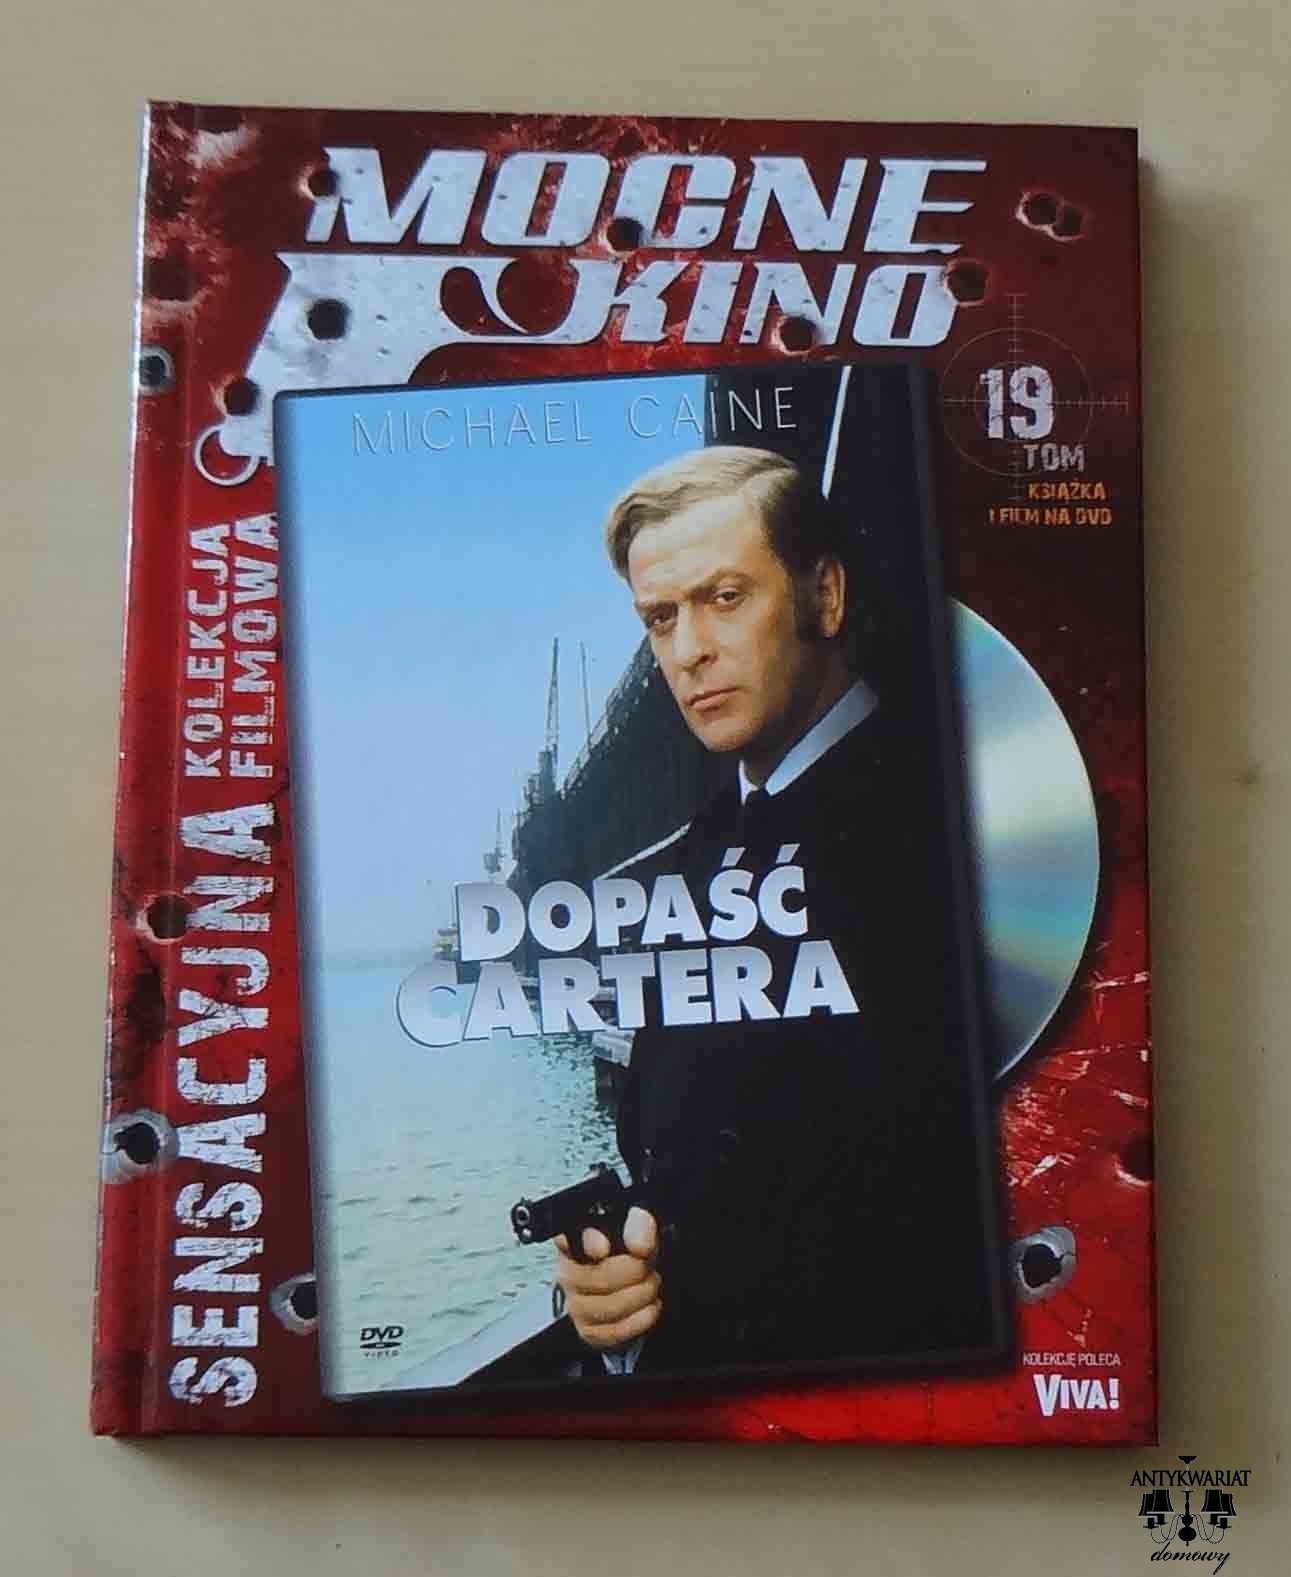 MOCNE
KINO
MICHAEL CAINE
19
TOM
KSIĄŻKA
I FILM NA DVD
SENSACYJNA KOLEKCJA
FILMOWA
DOPAŚĆ
CARTERA
DVD
VIDEO
KOLEKCJĘ POLECA
VIVA!
ANTYKWARIAT
domowy